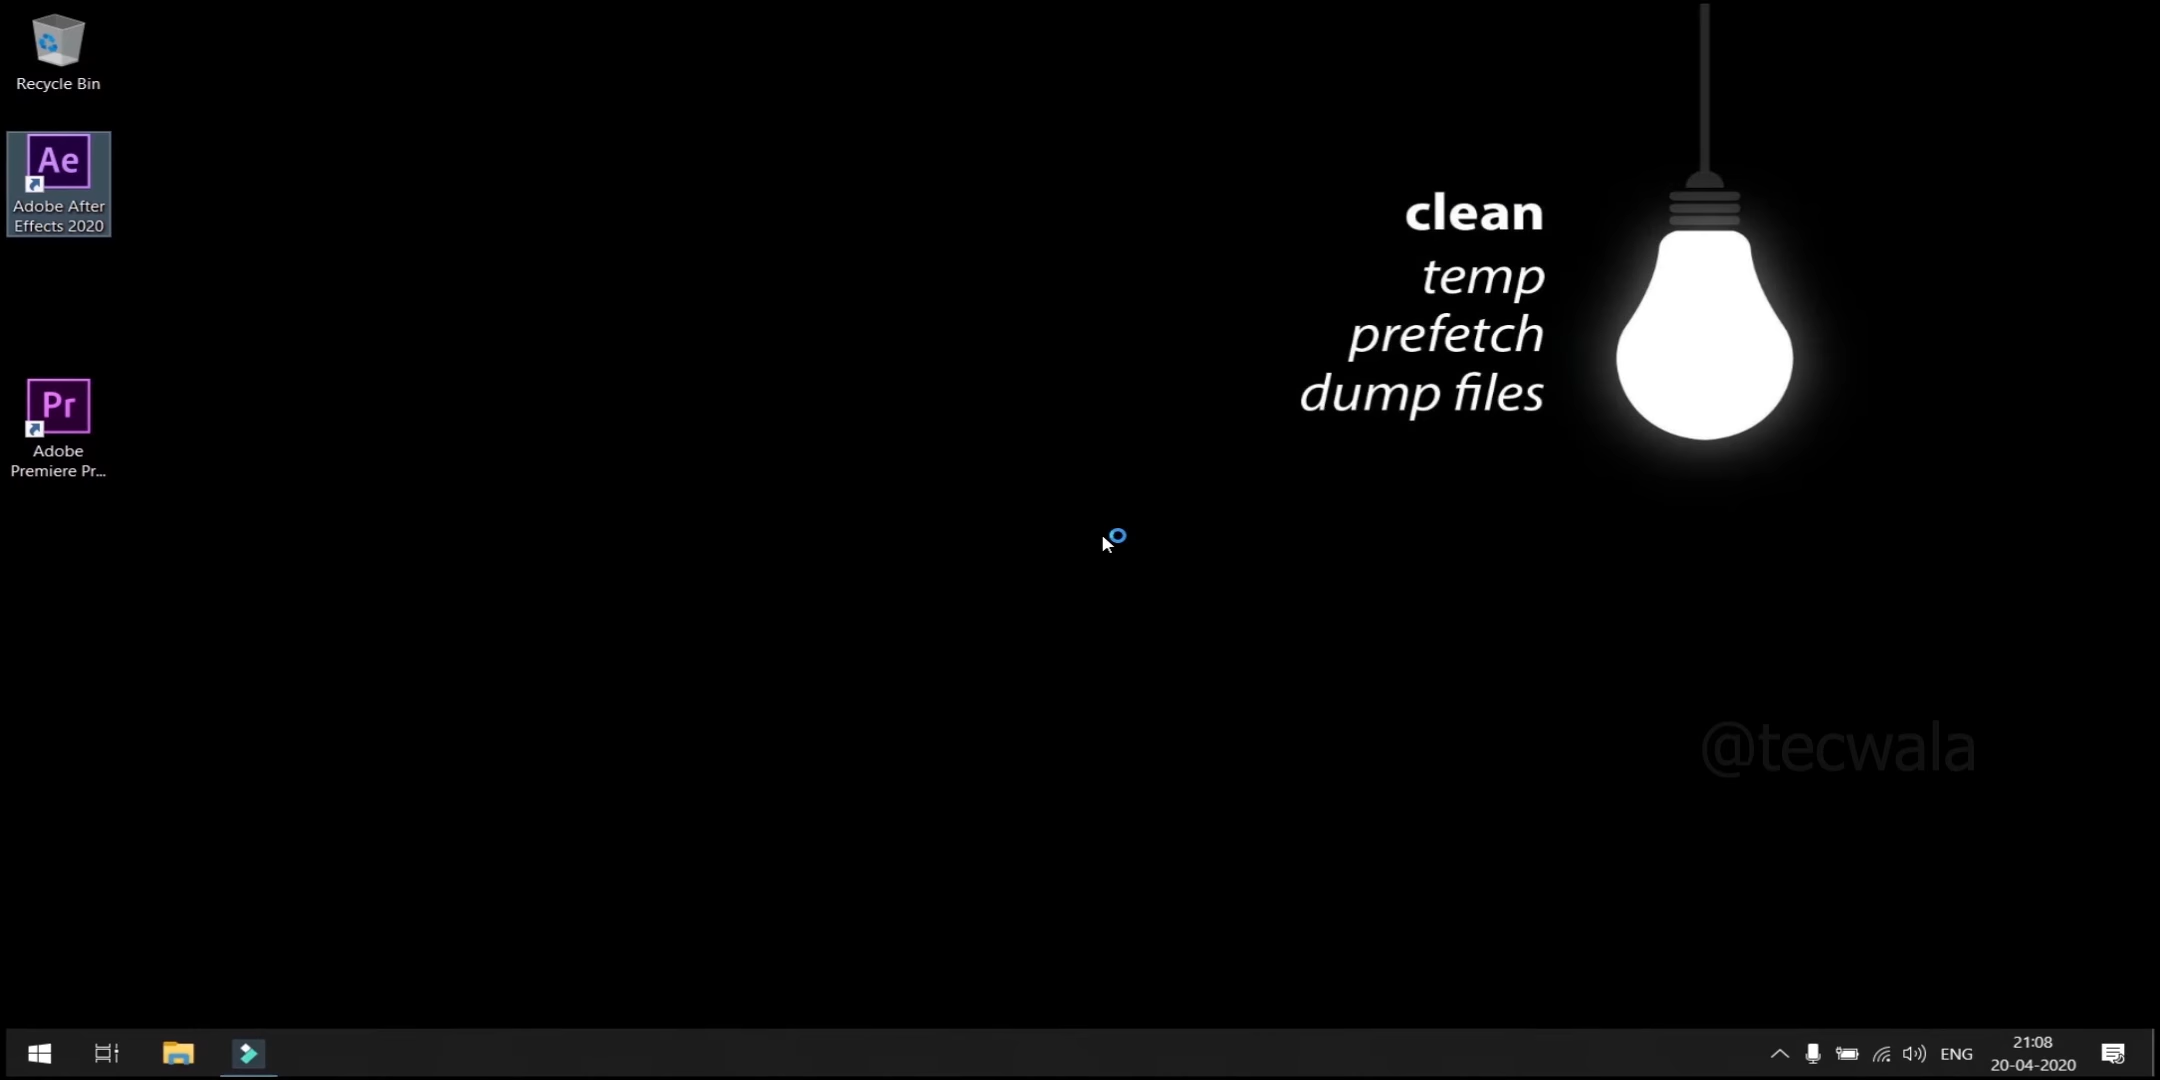 Recycle Bin
Ae
Adobe After
Effects 2020
Pr
Adobe
Premiere Pr...
clean
temp
prefetch
dump files
@tecwala
ENG
21:08
20-04-2020